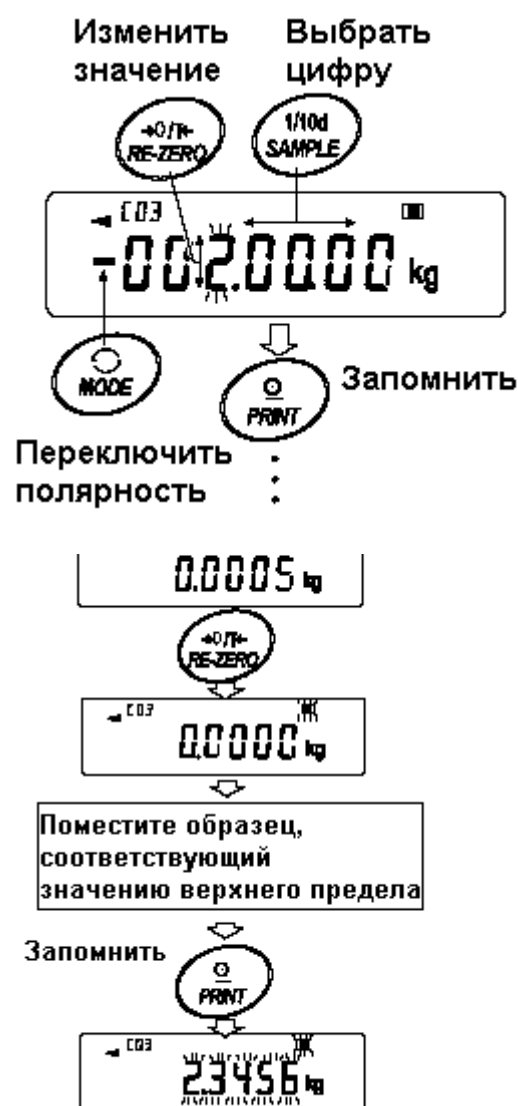 Изменить Выбрать
значение цифру
→0/T← 1/10d
RE-ZERO SAMPLE
C03
-002.0000 kg
MODE
PRINT
Запомнить
Переключить
полярность
0.0005 kg
→0/T←
RE-ZERO
C03
0.0000 kg
Поместите образец,
соответствующий
значению верхнего предела
Запомнить
PRINT
C03
2.3456 kg